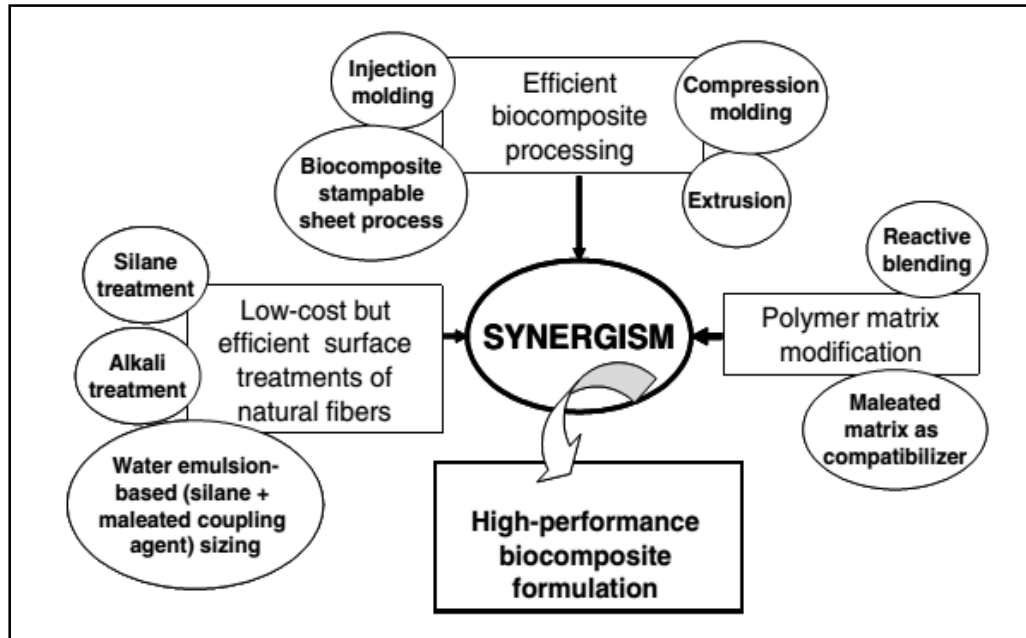 Injection
molding
Efficient
biocomposite
processing
Compression
molding
Biocomposite
stampable
sheet process
Extrusion
Silane
treatment
Alkali
treatment
Low-cost but
efficient surface
treatments of
natural fibers
Water emulsion-
based (silane +
maleated coupling
agent) sizing
SYNERGISM
Reactive
blending
Polymer matrix
modification
Maleated
matrix as
compatibilizer
High-performance
biocomposite
formulation